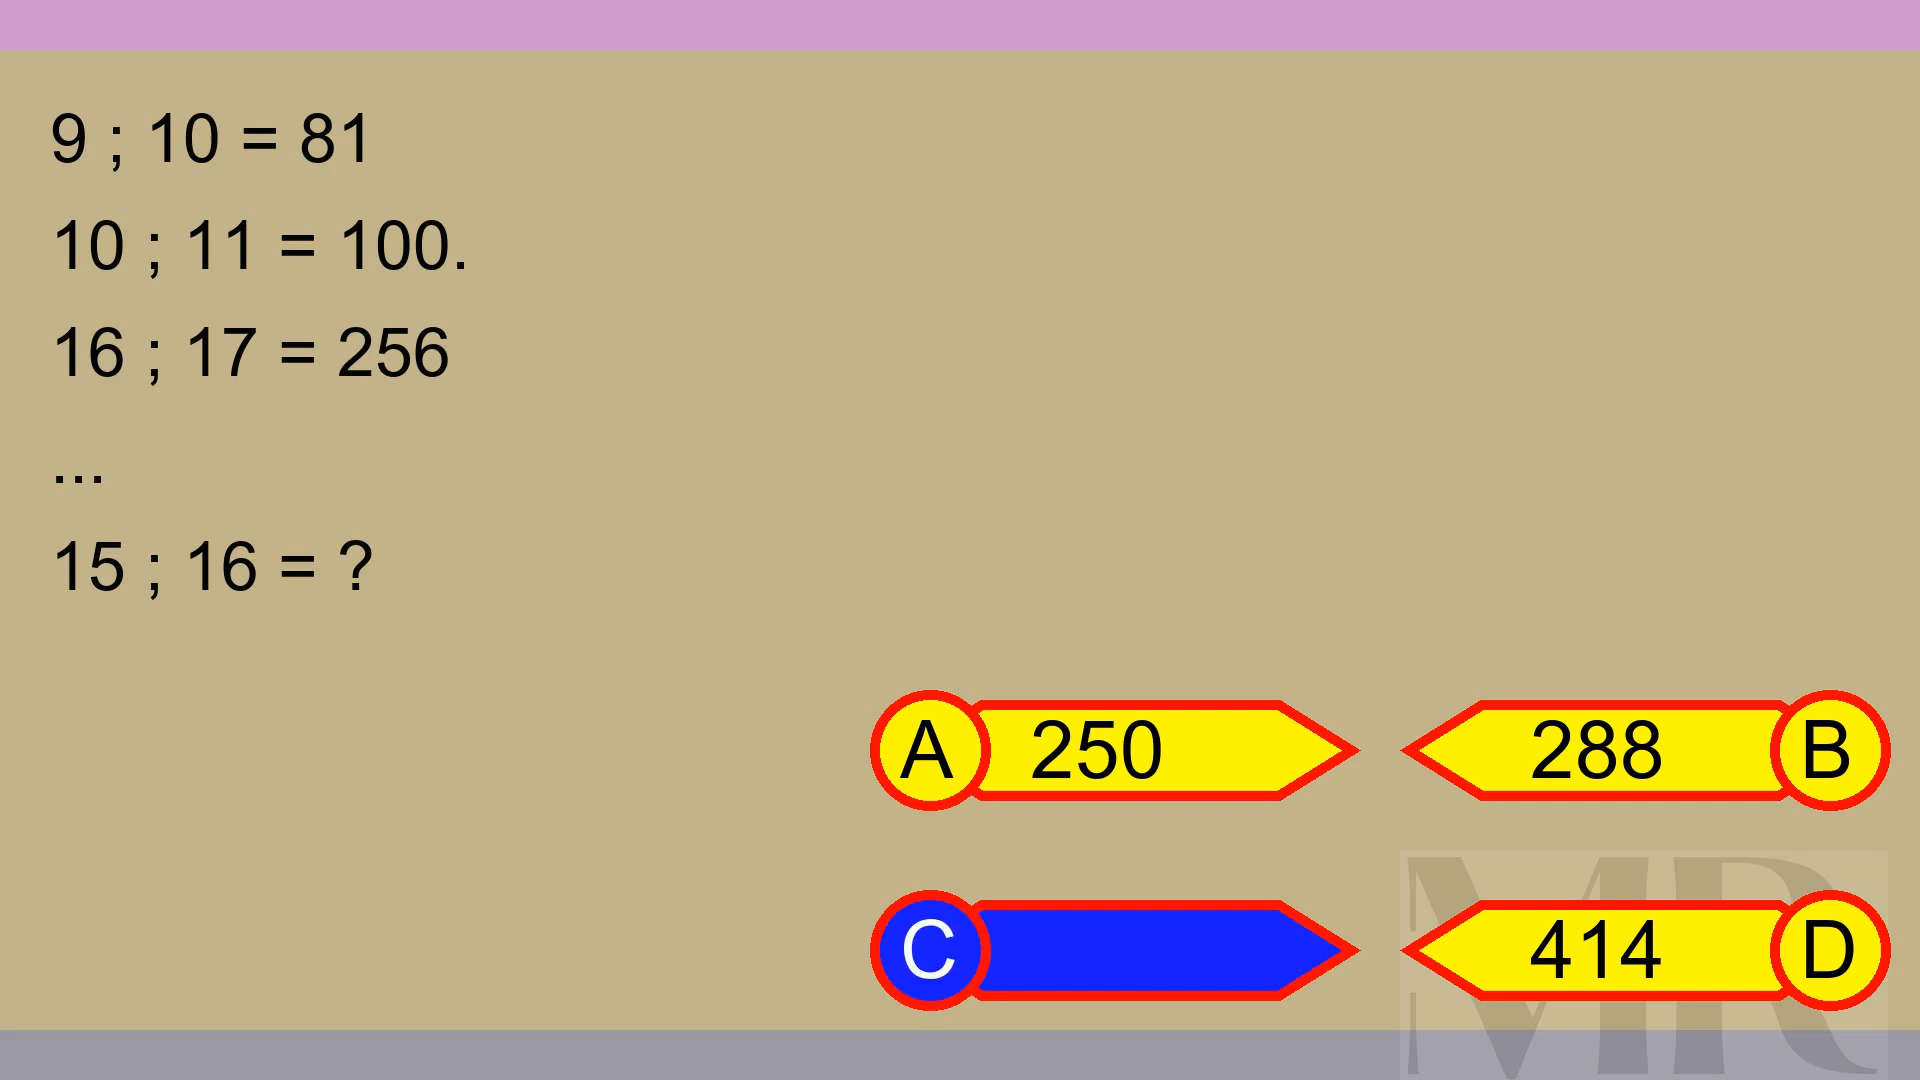 9 ; 10 = 81
10 ; 11 = 100.
16 ; 17 = 256
...
15 ; 16 = ?
A 250
288 B
C
414 D
MR